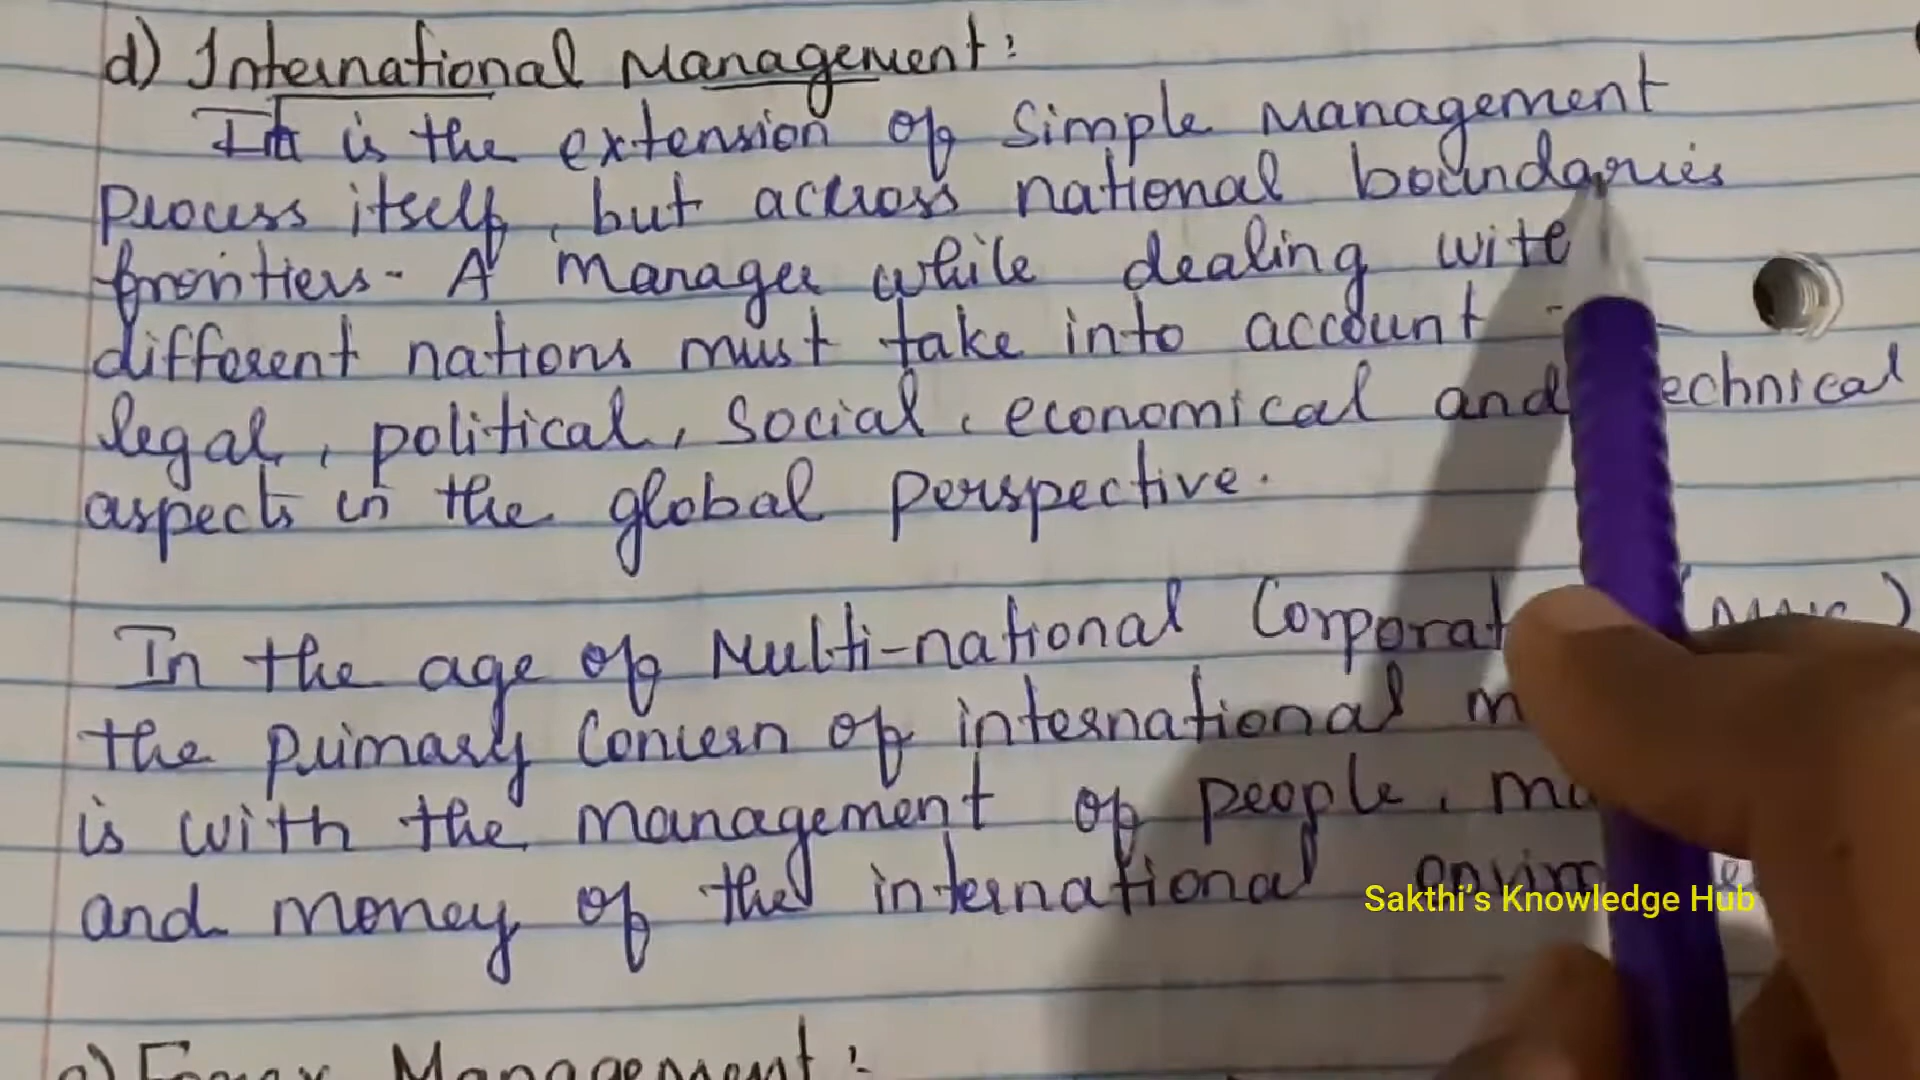 d) International Management:
It is the extension of Simple Management
process itself, but across national boundaries
frontiers. A manager while dealing with
different nations must take into account
legal, political, social, economical and technical
aspects in the global perspective.
In the age of Multi-national (MNC)
the primary Concern of international
is with the management of people,
and money of the international
Sakthi's Knowledge Hub
e) Forex Management: